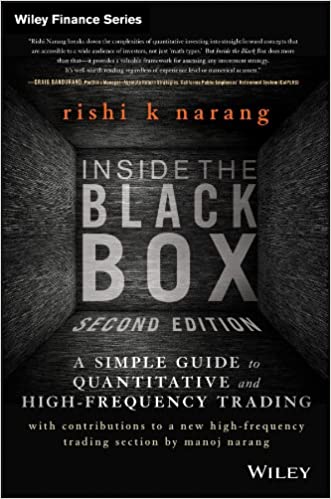 Wiley Finance Series
"Rishi Narang breaks down the complexities of quantitative investing into straightforward concepts that
are accessible to a wide audience of investors, not just 'math types.' But Inside the Black Box does more
than that—it provides a valuable framework for assessing any investment strategy.
It's well worth reading regardless of experience level or numerical acumen."
rishi k narang
INSIDE THE
BLACK
BOX
SECOND EDITION
A SIMPLE GUIDE to
QUANTITATIVE and
HIGH-FREQUENCY TRADING
with contributions to a new high-frequency
trading section by manoj narang
WILEY